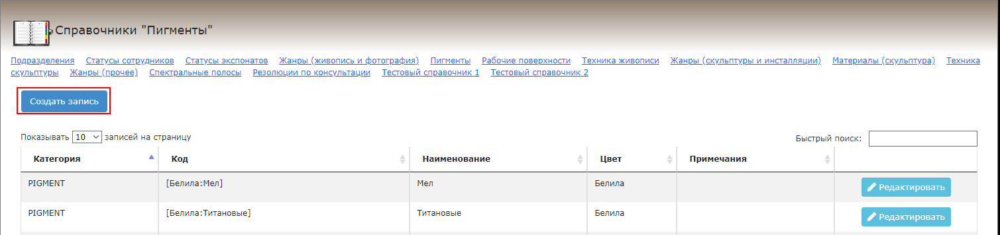 Справочники "Пигменты"
Подразделения Статусы сотрудников Статусы экспонатов Жанры (живопись и фотография) Пигменты Рабочие поверхности Техника живописи Жанры (скульптуры и инсталляции) Материалы (скульптура) Техника
скульптуры Жанры (прочее) Спектральные полосы Резолюции по консультации Тестовый справочник 1 Тестовый справочник 2
Создать запись
Показывать 10 записей на страницу Быстрый поиск:
Категория Код Наименование Цвет Примечания
PIGMENT [Белила:Мел] Мел Белила Редактировать
PIGMENT [Белила:Титановые] Титановые Белила Редактировать